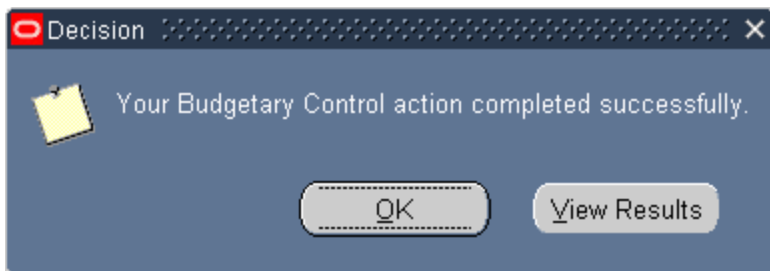 Decision
Your Budgetary Control action completed successfully.
OK
View Results